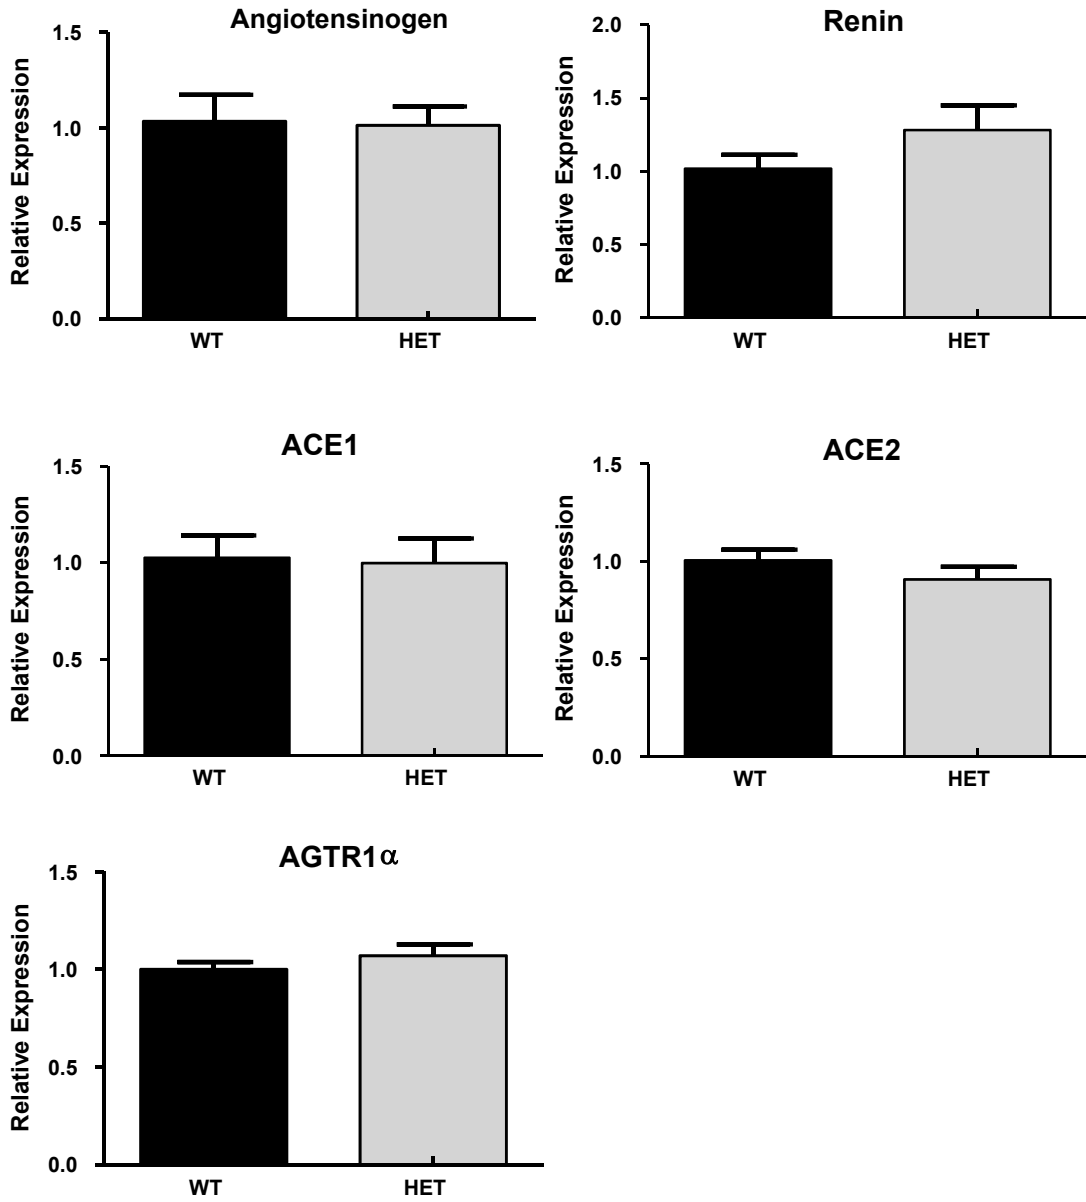 Angiotensinogen
Relative Expression
1.5
1.0
0.5
0.0
WT
HET
Renin
Relative Expression
2.0
1.5
1.0
0.5
0.0
WT
HET
ACE1
Relative Expression
1.5
1.0
0.5
0.0
WT
HET
ACE2
Relative Expression
1.5
1.0
0.5
0.0
WT
HET
AGTR1α
Relative Expression
1.5
1.0
0.5
0.0
WT
HET